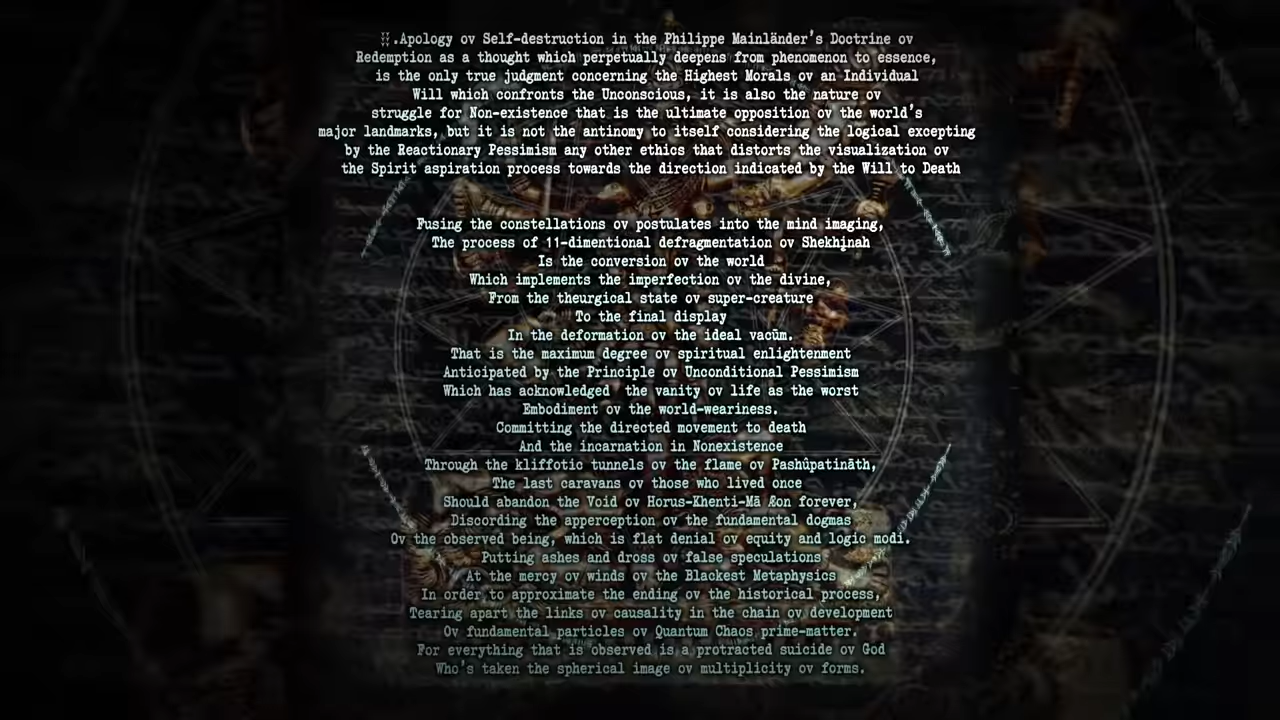 .Apology ov Self-destruction in the Philippe Mainländer's Doctrine ov
Redemption as a thought which perpetually deepens from phenomenon to essence,
is the only true judgment concerning the Highest Morals ov an Individual
Will which confronts the Unconscious, it is also the nature ov
struggle for Non-existence that is the ultimate opposition ov the world's
major landmarks, but it is not the antinomy to itself considering the logical excepting
by the Reactionary Pessimism any other ethics that distorts the visualization ov
the Spirit aspiration process towards the direction indicated by the Will to Death
Fusing the constellations ov postulates into the mind imaging,
The process of 11-dimentional defragmentation ov Shekhịnah
Is the conversion ov the world
Which implements the imperfection ov the divine,
From the theurgical state ov super-creature
To the final display
In the deformation ov the ideal vacūm.
That is the maximum degree ov spiritual enlightenment
Anticipated by the Principle ov Unconditional Pessimism
Which has acknowledged the vanity ov life as the worst
Embodiment ov the world-weariness.
Committing the directed movement to death
And the incarnation in Nonexistence
Through the kliffotic tunnels ov the flame ov Pashûpatināth,
The last caravans ov those who lived once
Should abandon the Void ov Horus-Khenti-Mā Æon forever,
Discording the apperception ov the fundamental dogmas
Ov the observed being, which is flat denial ov equity and logic modi.
Putting ashes and dross ov false speculations
At the mercy ov winds ov the Blackest Metaphysics
In order to approximate the ending ov the historical process,
Tearing apart the links ov causality in the chain ov development
Ov fundamental particles ov Quantum Chaos prime-matter.
For everything that is observed is a protracted suicide ov God
Who's taken the spherical image ov multiplicity ov forms.